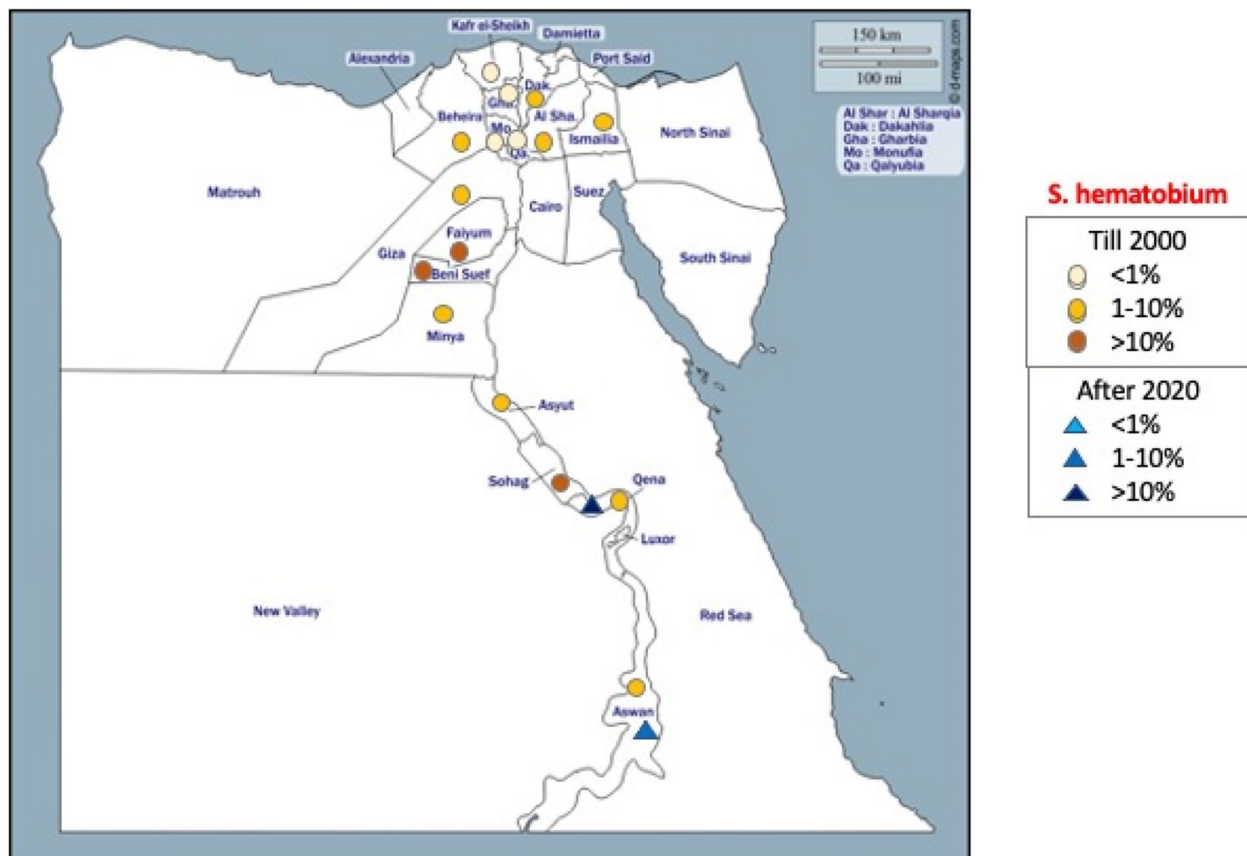 Kafr el-Sheikh
Damietta
Alexandria
Port Said
150 km
100 mi
© d-maps.com
Al Shar : Al Sharqia
Dak : Dakahlia
Gha : Gharbia
Mo : Monufia
Qa : Qalyubia
Dak.
Gha.
Beheira
Al Sha.
Mo.
Qa.
Ismailia
North Sinai
Matrouh
Cairo
Suez
Giza
Faiyum
Beni Suef
South Sinai
Minya
Asyut
Sohag
Qena
Luxor
New Valley
Red Sea
Aswan
S. hematobium
Till 2000
<1%
1-10%
>10%
After 2020
<1%
1-10%
>10%